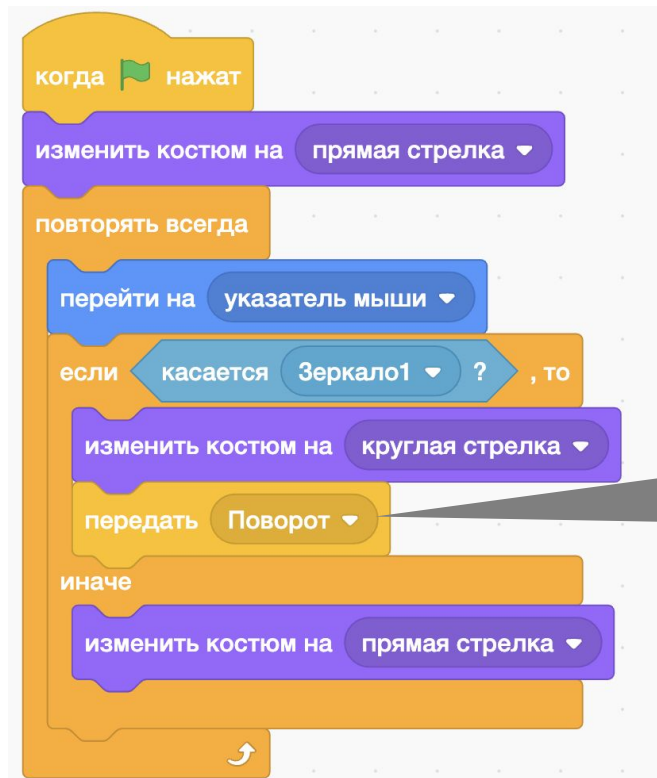 когда нажат
изменить костюм на прямая стрелка
повторять всегда
перейти на указатель мыши
если касается Зеркало1 ? , то
изменить костюм на круглая стрелка
передать Поворот
иначе
изменить костюм на прямая стрелка